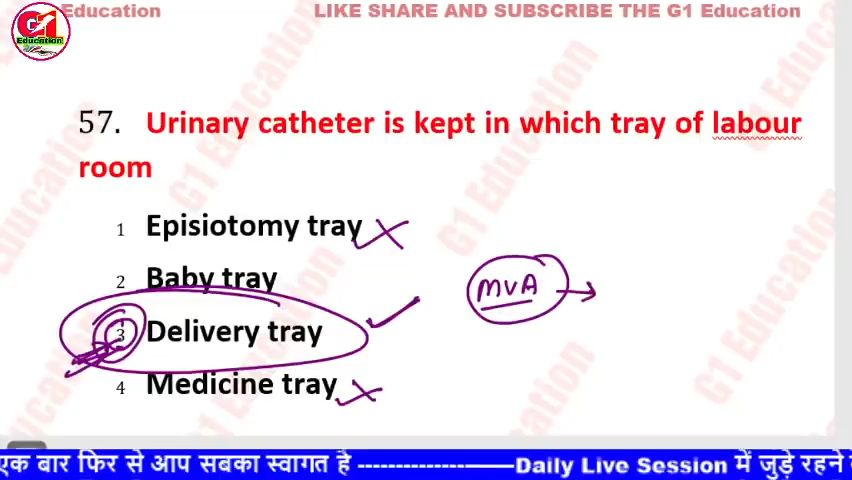 Education
LIKE SHARE AND SUBSCRIBE THE G1 Education
G1
Education
57. Urinary catheter is kept in which tray of labour
room
1 Episiotomy tray
2 Baby tray
MVA
3 Delivery tray
4 Medicine tray
एक बार फिर से आप सबका स्वागत है -----------------Daily Live Session में जुड़े रहने